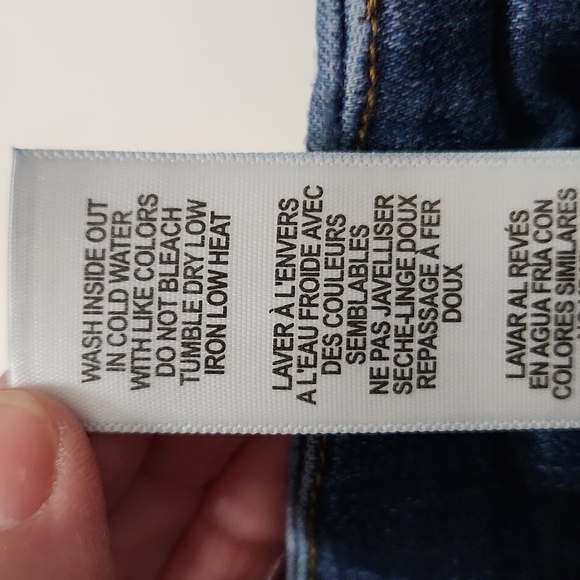 WASH INSIDE OUT
IN COLD WATER
WITH LIKE COLORS
DO NOT BLEACH
TUMBLE DRY LOW
IRON LOW HEAT
LAVER À L'ENVERS
A L'EAU FROIDE AVEC
DES COULEURS
SEMBLABLES
NE PAS JAVELLISER
SECHE-LINGE DOUX
REPASSAGE À FER
DOUX
LAVAR AL REVÉS
EN AGUA FRIA CON
COLORES SIMILARES